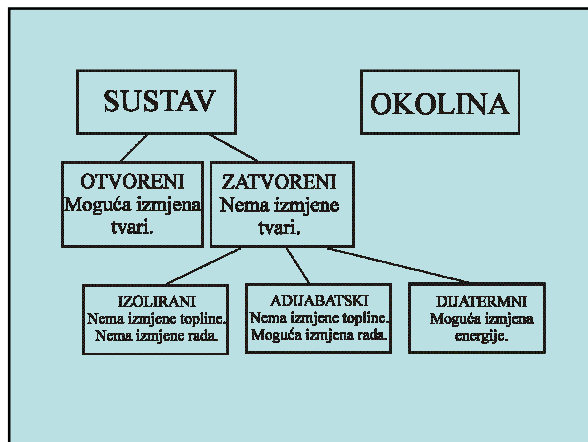 SUSTAV
OKOLINA
OTVORENI
Moguća izmjena
tvari.
ZATVORENI
Nema izmjene
tvari.
IZOLIRANI
Nema izmjene topline.
Nema izmjene rada.
ADIJABATSKI
Nema izmjene topline.
Moguća izmjena rada.
DIJATERMNI
Moguća izmjena
energije.